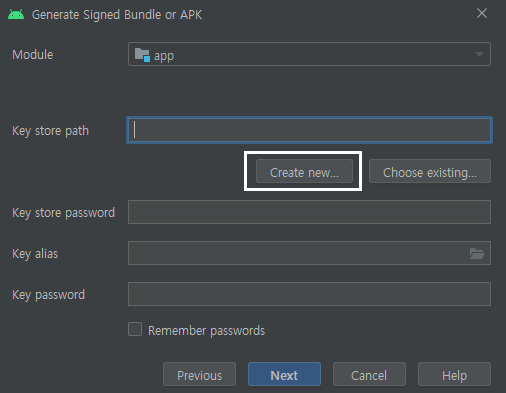 Generate Signed Bundle or APK
Module
app
Key store path
Create new...
Choose existing...
Key store password
Key alias
Key password
Remember passwords
Previous
Next
Cancel
Help